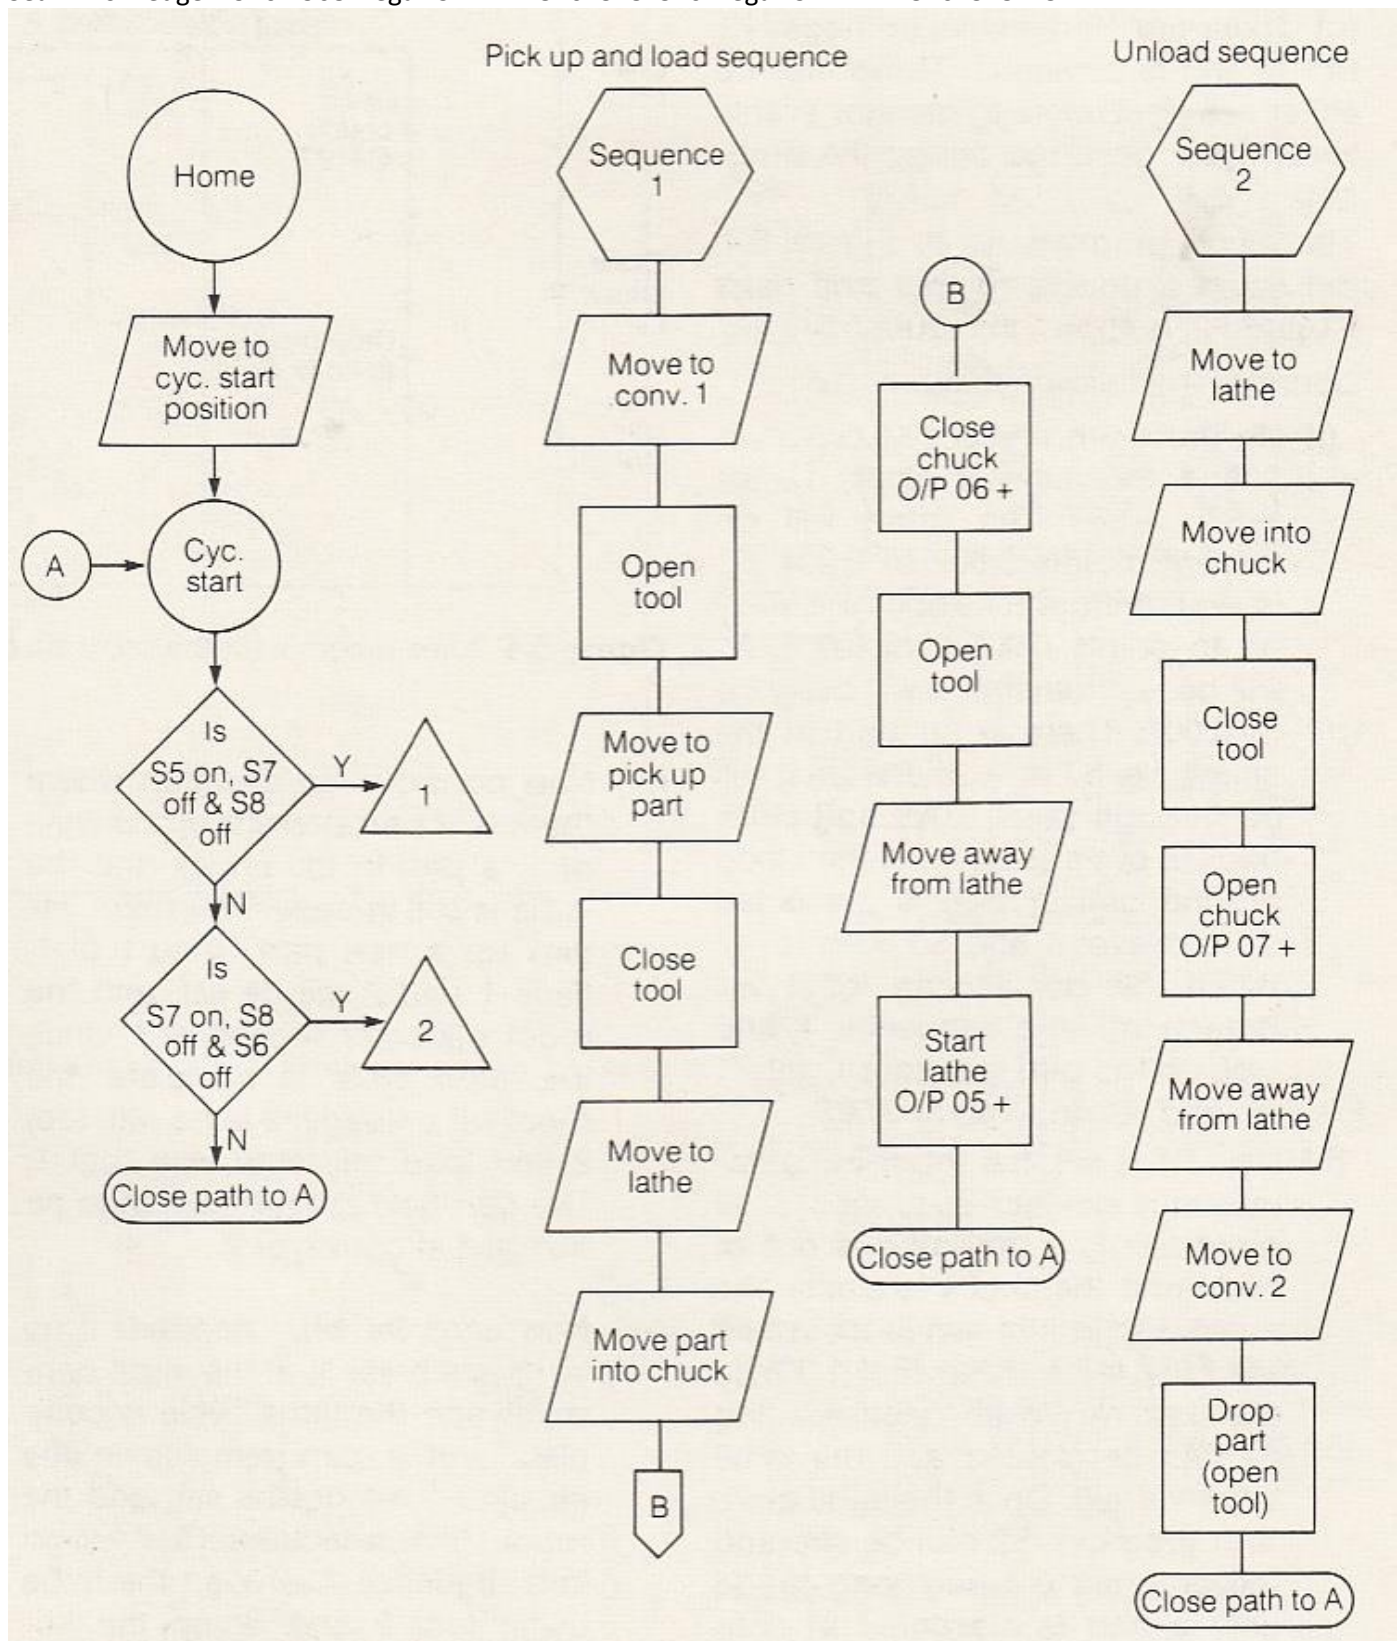 Pick up and load sequence
Unload sequence
Home
Move to
cyc. start
position
A
Cyc.
start
Is
S5 on, S7
off & S8
off
Y
1
N
Is
S7 on, S8
off & S6
off
Y
2
N
Close path to A
Sequence
1
Move to
conv. 1
Open
tool
Move to
pick up
part
Close
tool
Move to
lathe
Move part
into chuck
B
B
Close
chuck
O/P 06 +
Open
tool
Move away
from lathe
Start
lathe
O/P 05 +
Close path to A
Sequence
2
Move to
lathe
Move into
chuck
Close
tool
Open
chuck
O/P 07 +
Move away
from lathe
Move to
conv. 2
Drop
part
(open
tool)
Close path to A